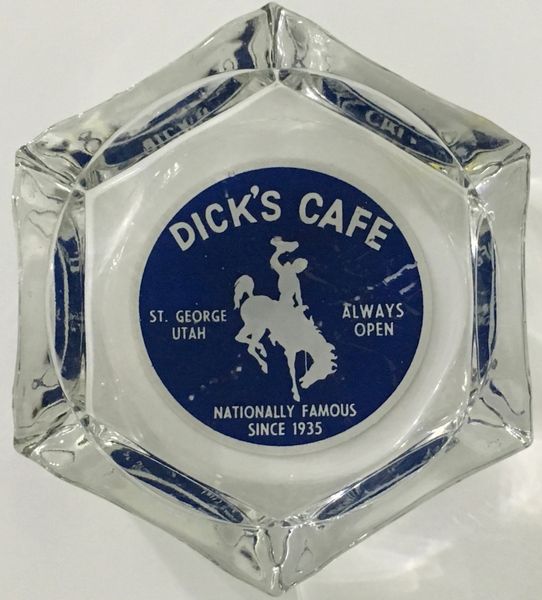 DICK'S CAFE
ST. GEORGE
UTAH
ALWAYS
OPEN
NATIONALLY FAMOUS
SINCE 1935